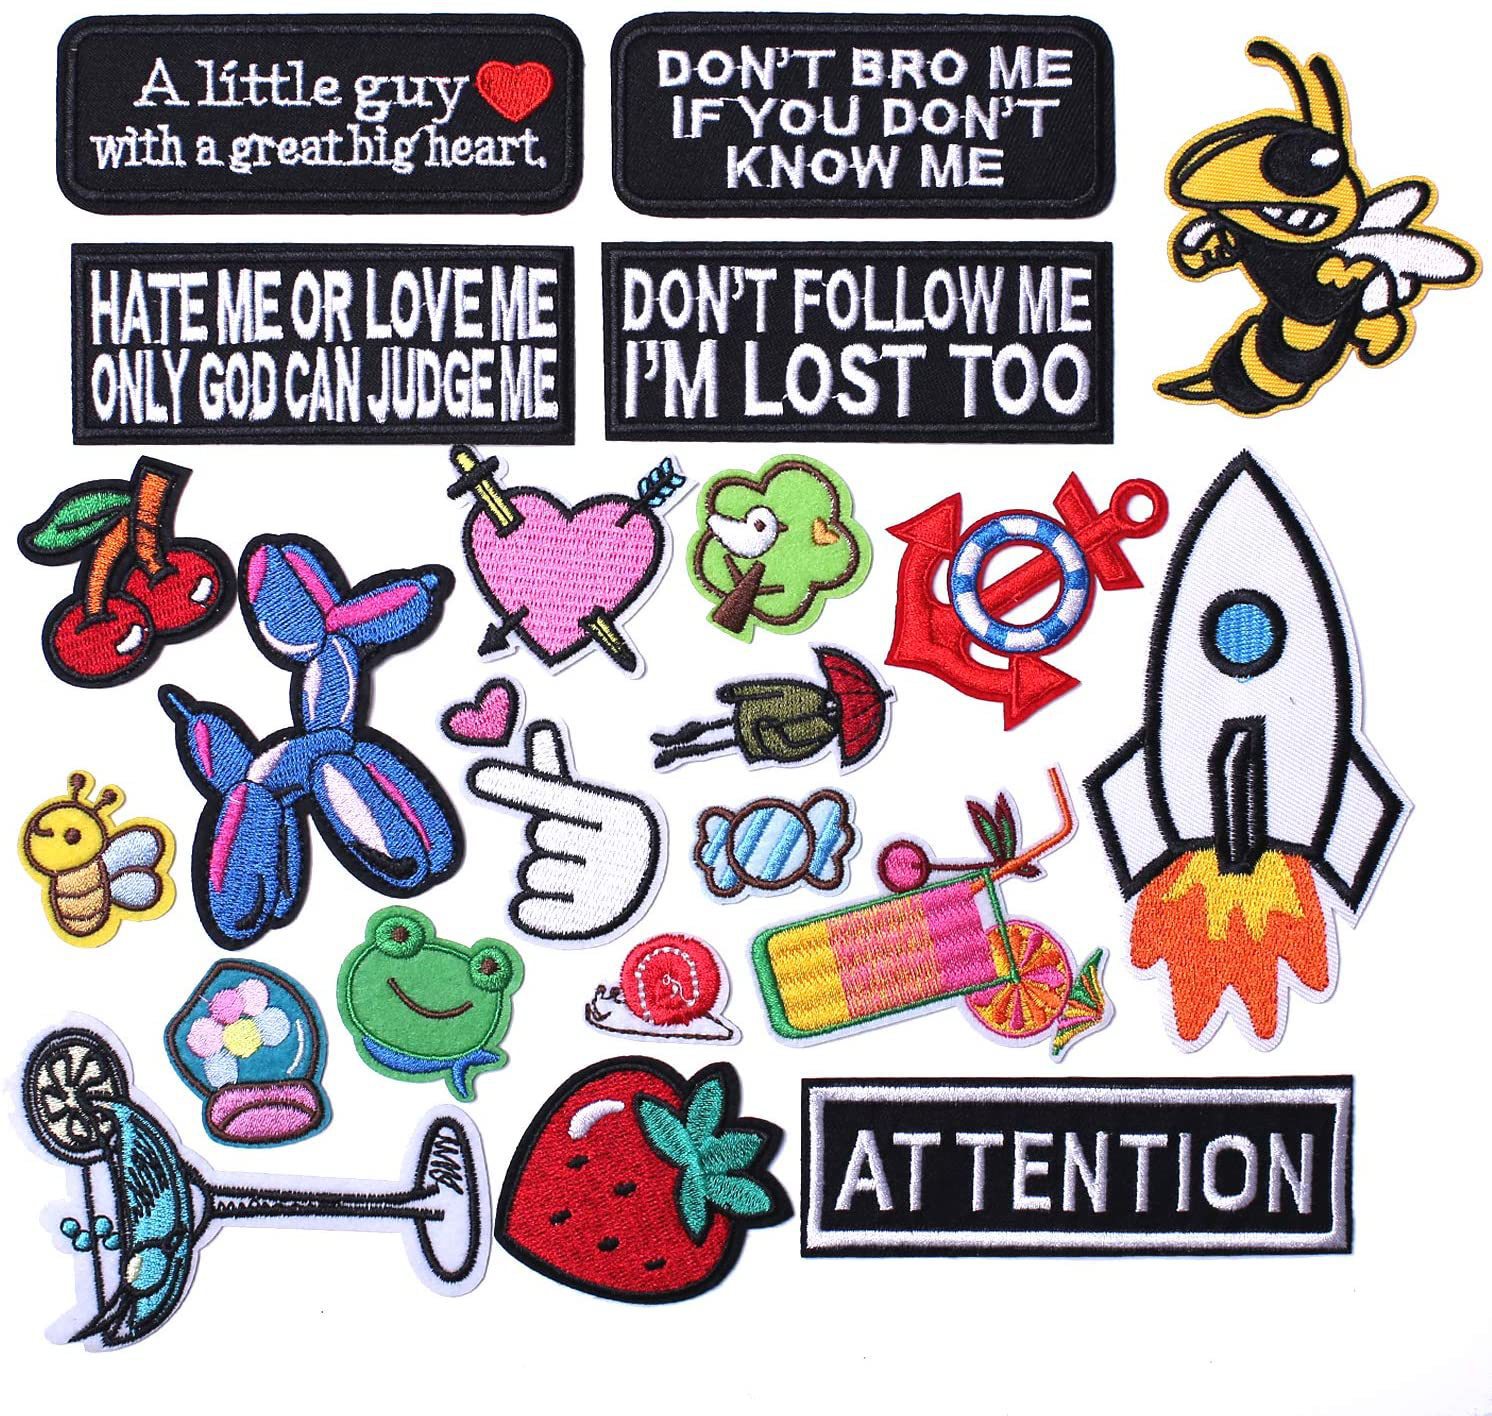 A little guy
with a great big heart.
DON'T BRO ME
IF YOU DON'T
KNOW ME
HATE ME OR LOVE ME
ONLY GOD CAN JUDGE ME
DON'T FOLLOW ME
I'M LOST TOO
ATTENTION